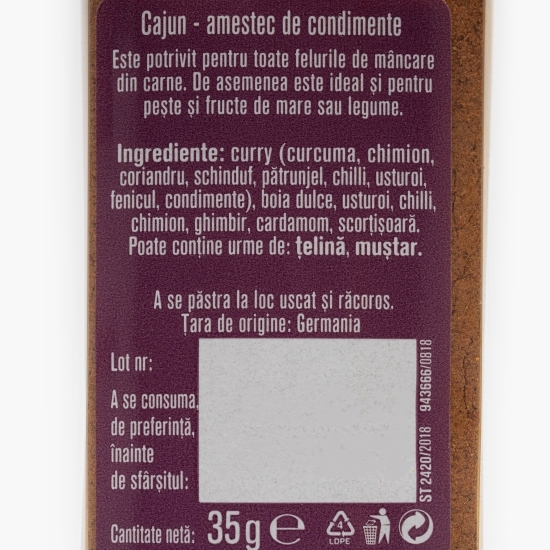 Cajun - amestec de condimente
Este potrivit pentru toate felurile de mâncare
din carne. De asemenea este ideal și pentru
pește și fructe de mare sau legume.
Ingrediente: curry (curcuma, chimion,
coriandru, schinduf, pătrunjel, chilli, usturoi,
fenicul, condimente), boia dulce, usturoi, chilli,
chimion, ghimbir, cardamom, scorțișoară.
Poate conține urme de: țelină, muștar.
A se păstra la loc uscat și răcoros.
Țara de origine: Germania
Lot nr:
A se consuma,
de preferință,
înainte
de sfârșitul:
ST 2420/2018 943666/0818
Cantitate netă: 35g e
4
LDPE